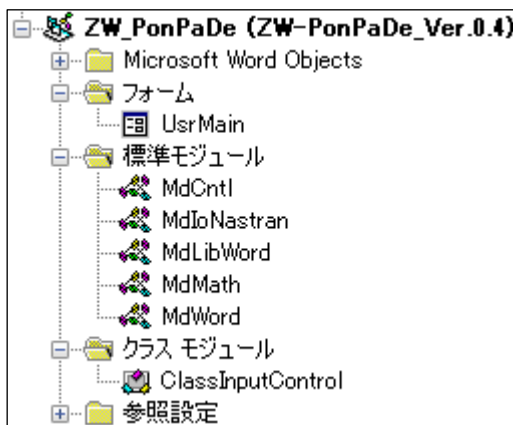 ZW_PonPaDe (ZW-PonPaDe_Ver.0.4)
Microsoft Word Objects
フォーム
UsrMain
標準モジュール
MdCntl
MdIoNastran
MdLibWord
MdMath
MdWord
クラス モジュール
ClassInputControl
参照設定